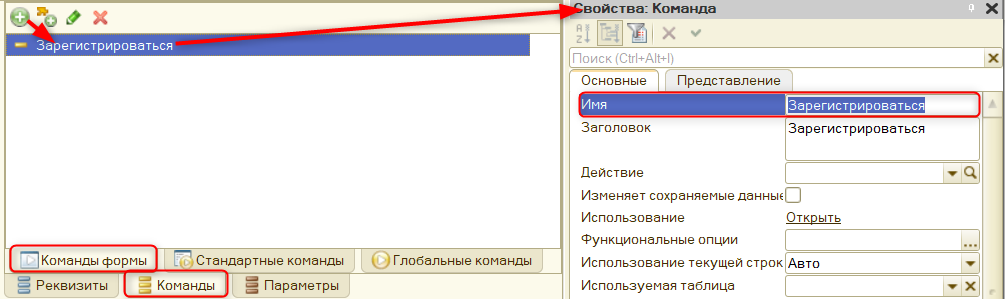 Зарегистрироваться
Команды формы
Стандартные команды
Глобальные команды
Реквизиты
Команды
Параметры
Свойства: Команда
Поиск (Ctrl+Alt+I)
Основные
Представление
Имя
Зарегистрироваться
Заголовок
Зарегистрироваться
Действие
Изменяет сохраняемые данные
Использование
Открыть
Функциональные опции
Использование текущей строк
Авто
Используемая таблица